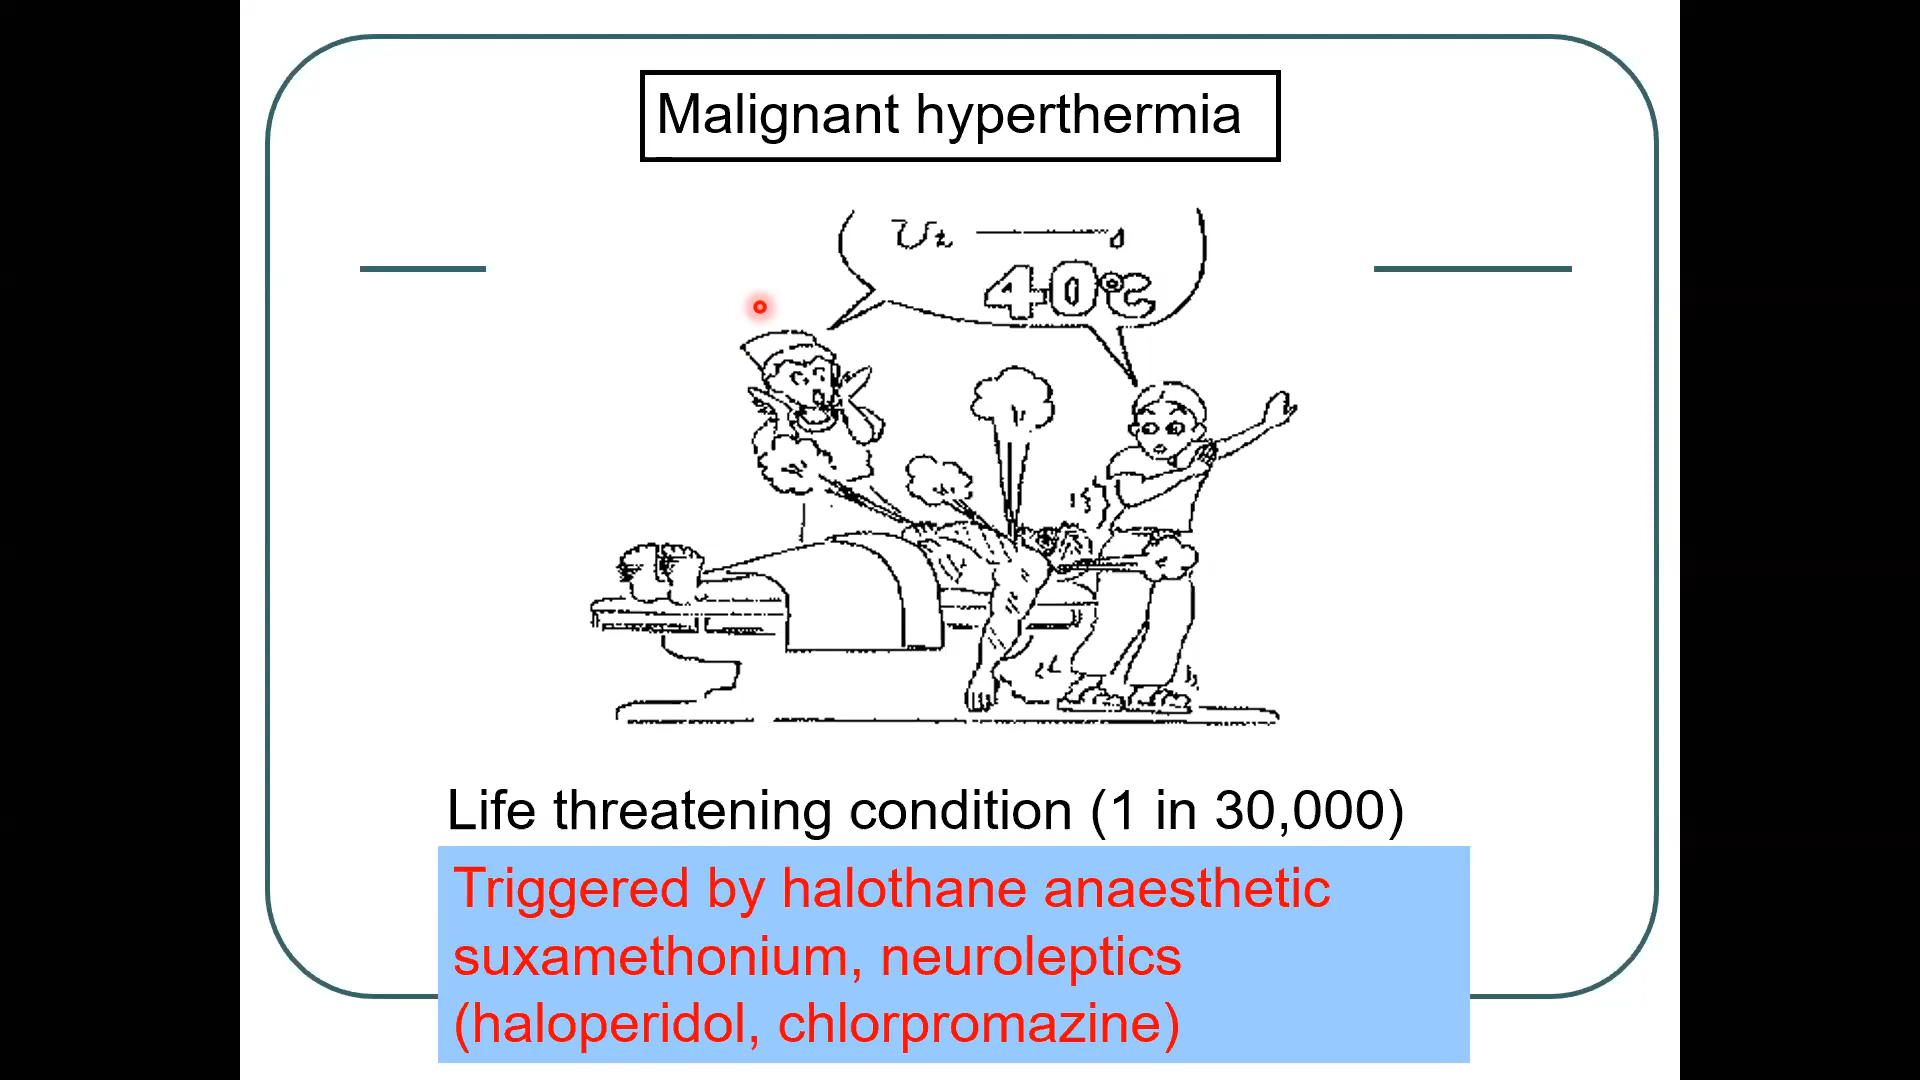 Malignant hyperthermia
40°C
Life threatening condition (1 in 30,000)
Triggered by halothane anaesthetic
suxamethonium, neuroleptics
(haloperidol, chlorpromazine)